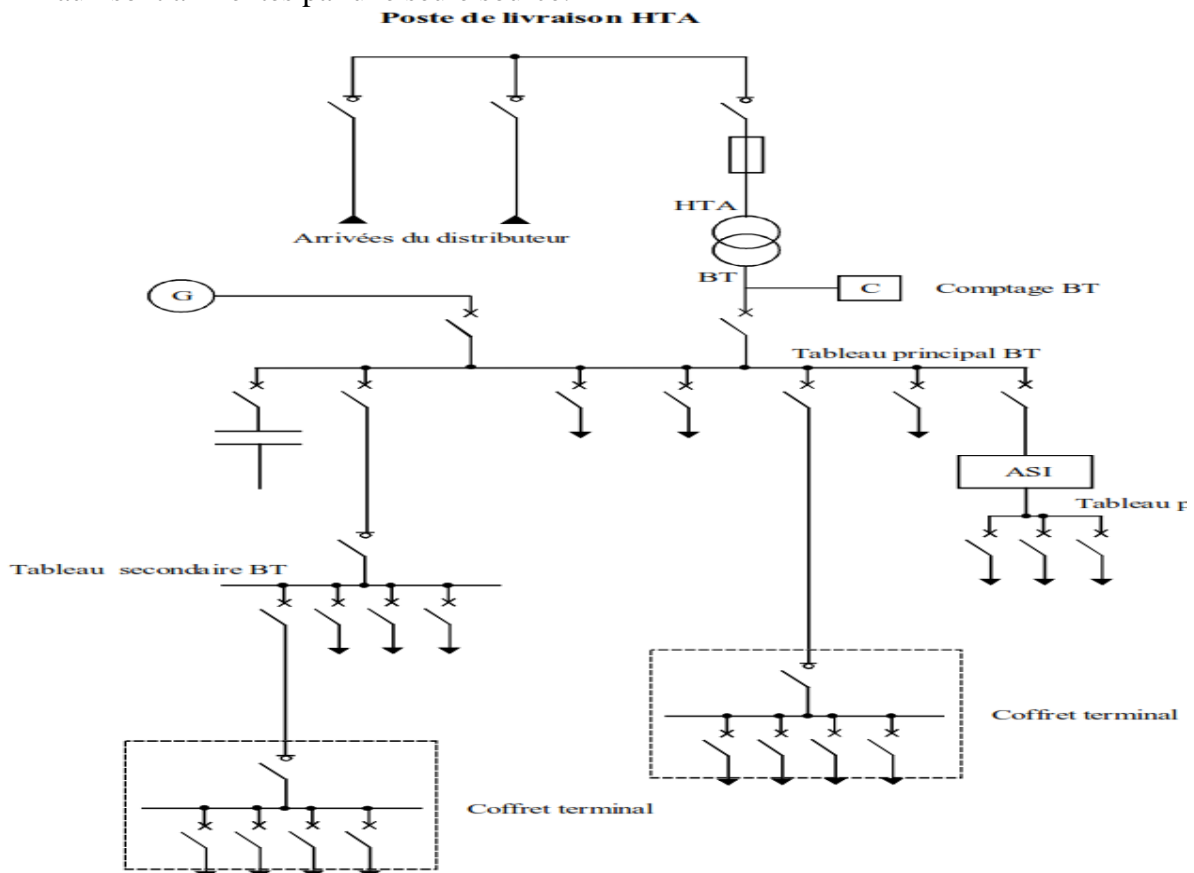 Poste de livraison HTA
HTA
Arrivées du distributeur
BT
G
C
Comptage BT
Tableau principal BT
ASI
Tableau p
Tableau secondaire BT
Coffret terminal
Coffret terminal